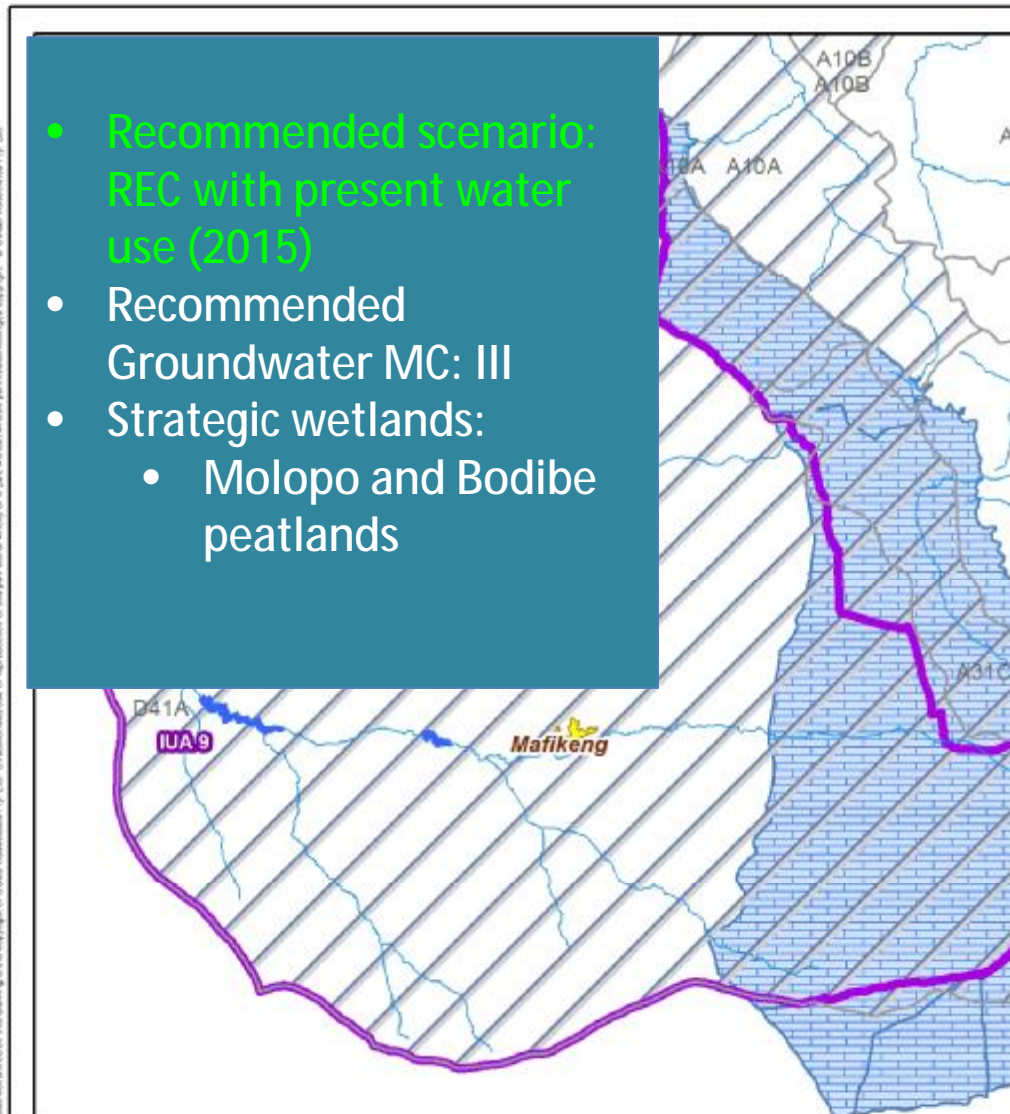 A10B
A10B
• Recommended scenario:
REC with present water
use (2015)
A10A
• Recommended
Groundwater MC: III
• Strategic wetlands:
• Molopo and Bodibe
peatlands
A31C
D41A
IUA 9
Mafikeng